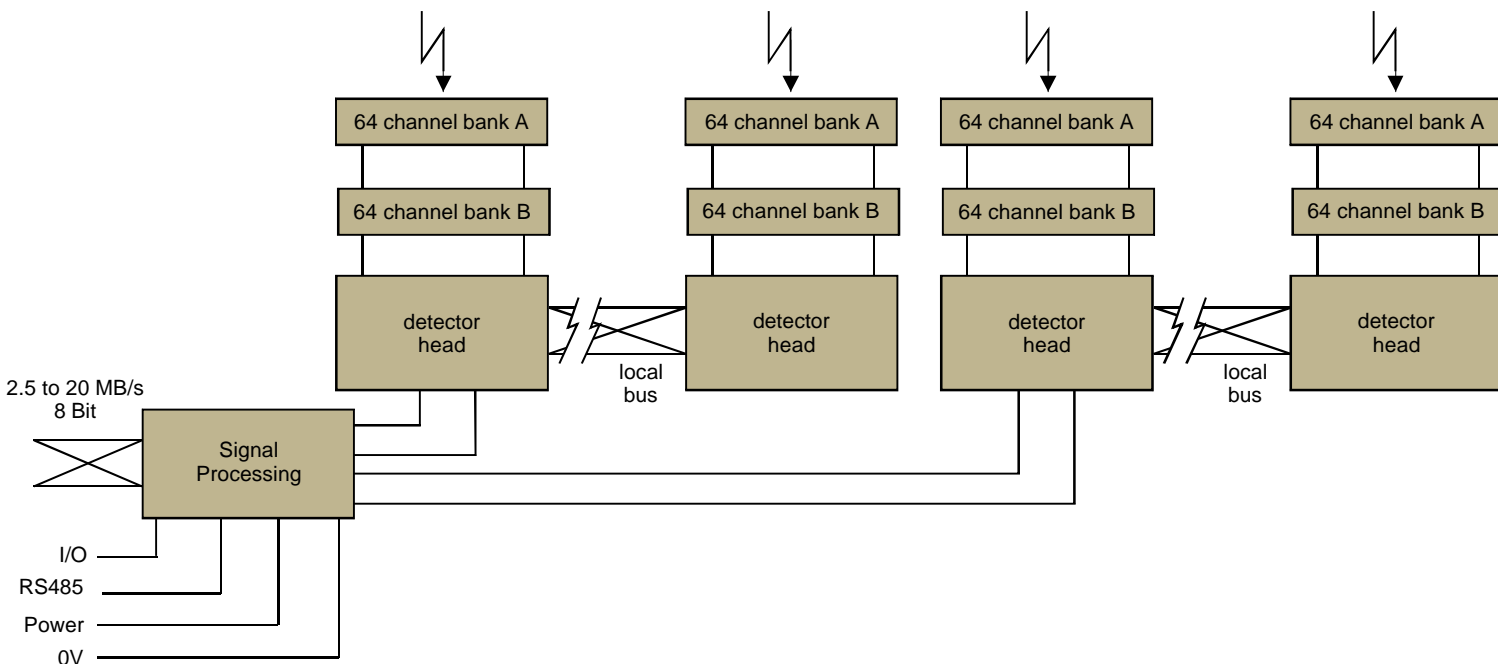 64 channel bank A
64 channel bank A
64 channel bank A
64 channel bank A
64 channel bank B
64 channel bank B
64 channel bank B
64 channel bank B
detector
head
detector
head
detector
head
detector
head
local
bus
local
bus
2.5 to 20 MB/s
8 Bit
Signal
Processing
I/O
RS485
Power
0V